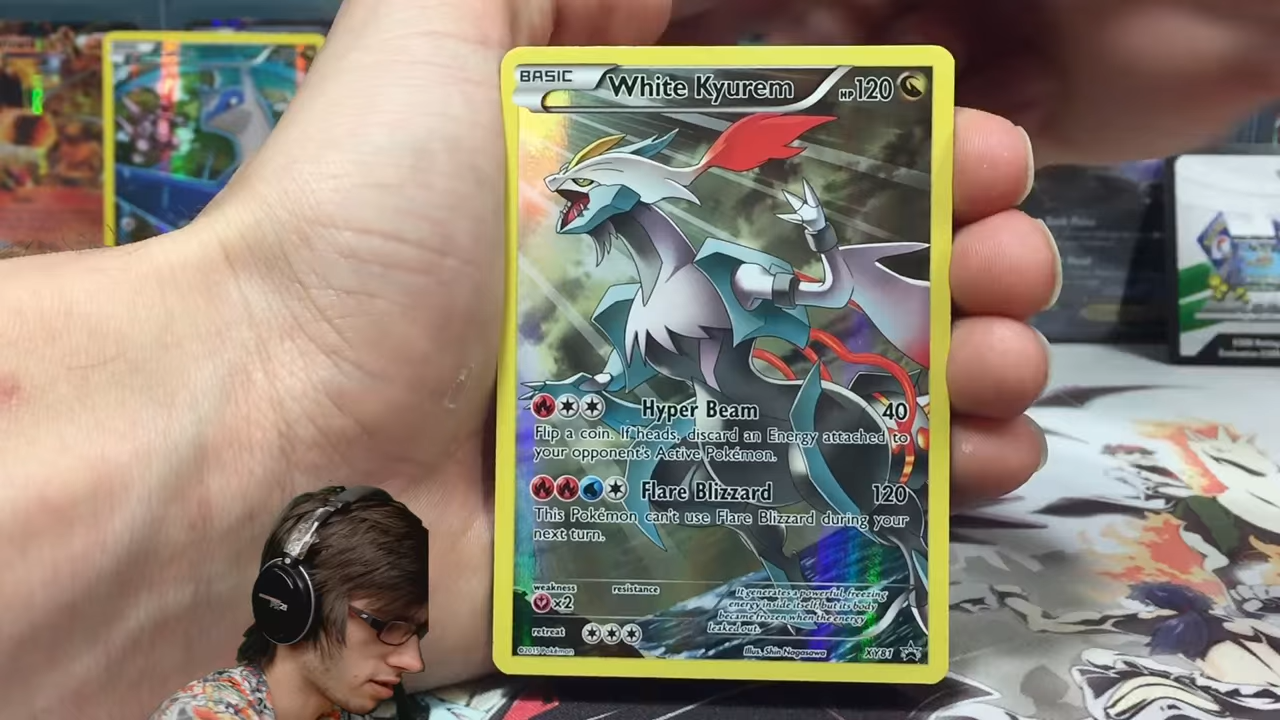 BASIC
White Kyurem
HP120
Hyper Beam 40
Flip a coin. If heads, discard an Energy attached to
your opponent's Active Pokémon.
Flare Blizzard 120
This Pokémon can't use Flare Blizzard during your
next turn.
weakness resistance
×2
retreat
It generates a powerful, freezing
energy inside itself but its body
became frozen when the energy
leaked out.
©2015 Pokémon
Illus. Shin Nagasawa
XY81